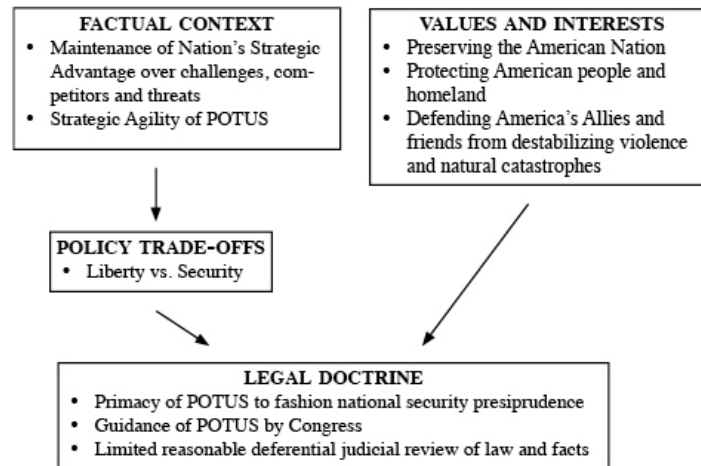 FACTUAL CONTEXT
• Maintenance of Nation's Strategic
Advantage over challenges, com-
petitors and threats
• Strategic Agility of POTUS
VALUES AND INTERESTS
• Preserving the American Nation
• Protecting American people and
homeland
• Defending America's Allies and
friends from destabilizing violence
and natural catastrophes
POLICY TRADE-OFFS
• Liberty vs. Security
LEGAL DOCTRINE
• Primacy of POTUS to fashion national security presiprudence
• Guidance of POTUS by Congress
• Limited reasonable deferential judicial review of law and facts